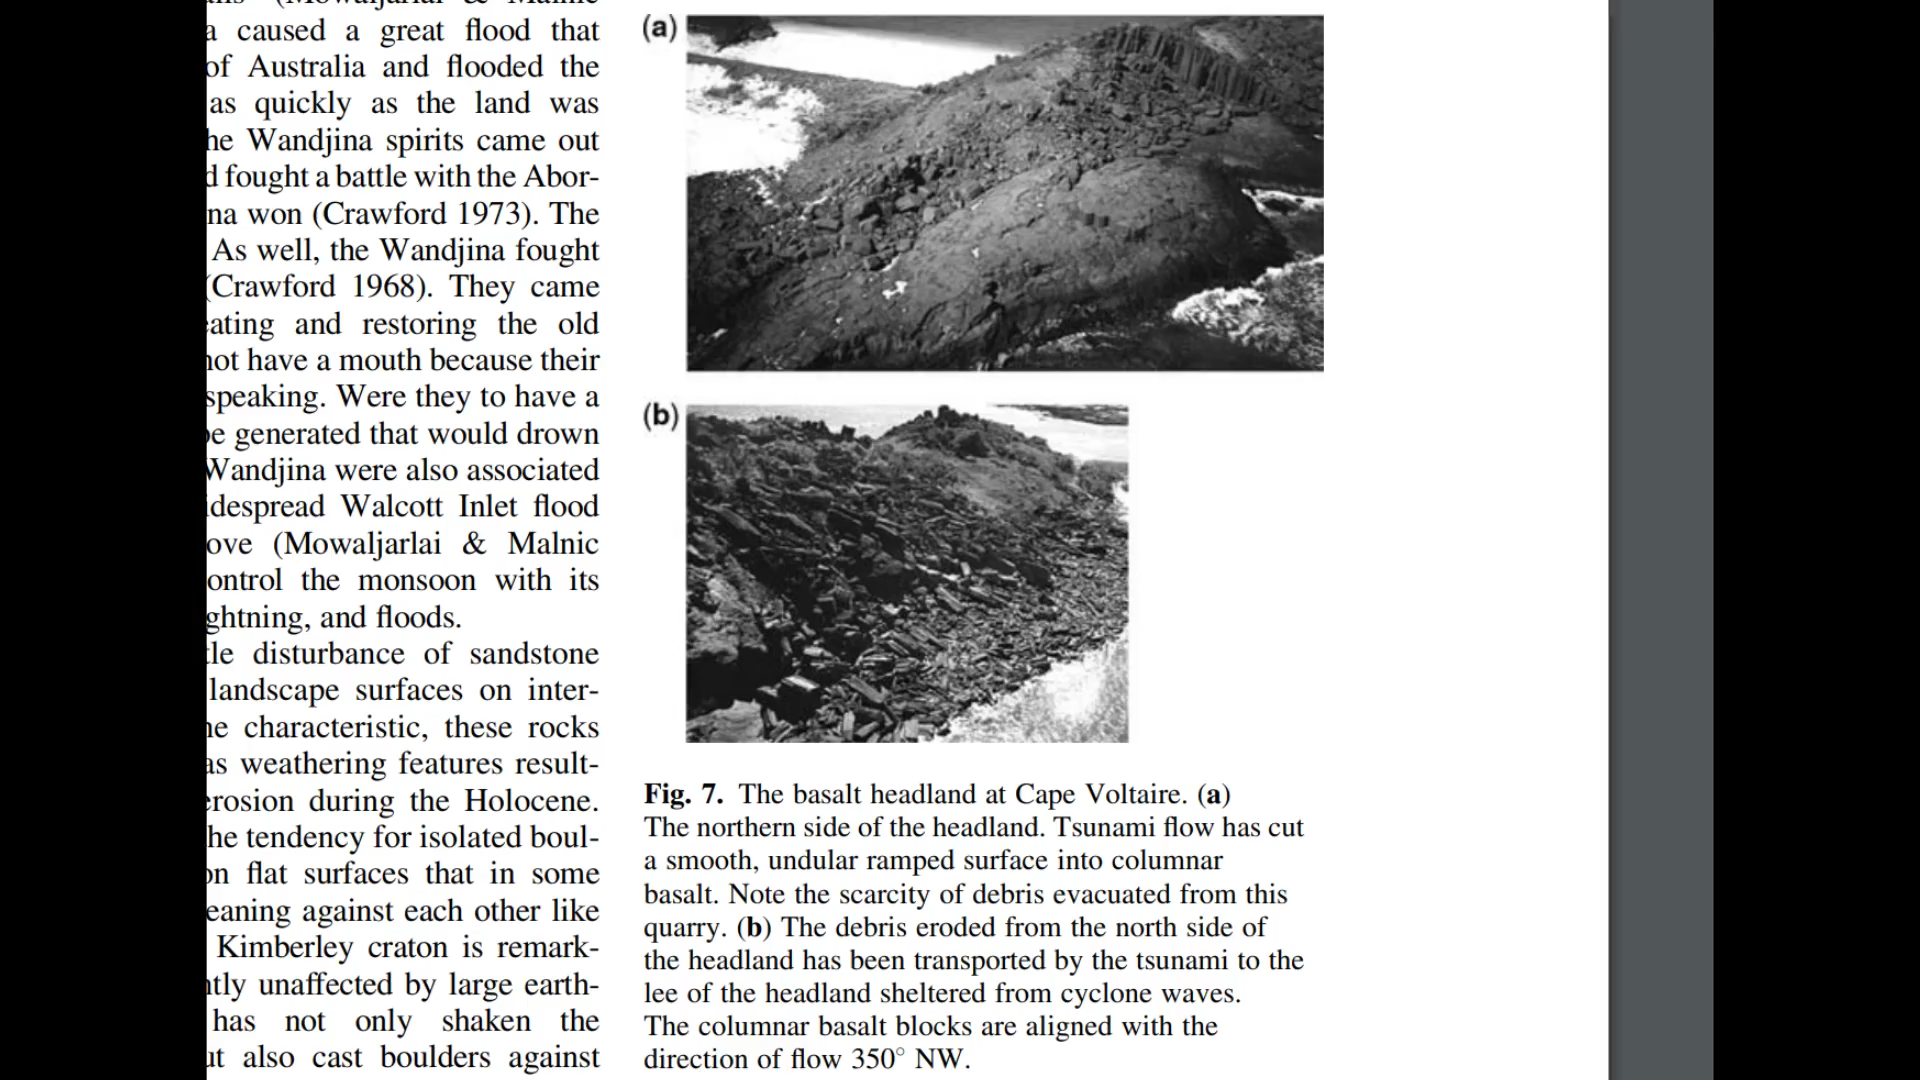 a caused a great flood that
of Australia and flooded the
as quickly as the land was
he Wandjina spirits came out
d fought a battle with the Abor-
na won (Crawford 1973). The
As well, the Wandjina fought
(Crawford 1968). They came
eating and restoring the old
not have a mouth because their
speaking. Were they to have a
be generated that would drown
Wandjina were also associated
idespread Walcott Inlet flood
ove (Mowaljarlai & Malnic
ontrol the monsoon with its
ghtning, and floods.
tle disturbance of sandstone
landscape surfaces on inter-
ne characteristic, these rocks
as weathering features result-
erosion during the Holocene.
he tendency for isolated boul-
on flat surfaces that in some
eaning against each other like
Kimberley craton is remark-
ntly unaffected by large earth-
has not only shaken the
ut also cast boulders against
(a)
(b)
Fig. 7. The basalt headland at Cape Voltaire. (a)
The northern side of the headland. Tsunami flow has cut
a smooth, undular ramped surface into columnar
basalt. Note the scarcity of debris evacuated from this
quarry. (b) The debris eroded from the north side of
the headland has been transported by the tsunami to the
lee of the headland sheltered from cyclone waves.
The columnar basalt blocks are aligned with the
direction of flow 350° NW.